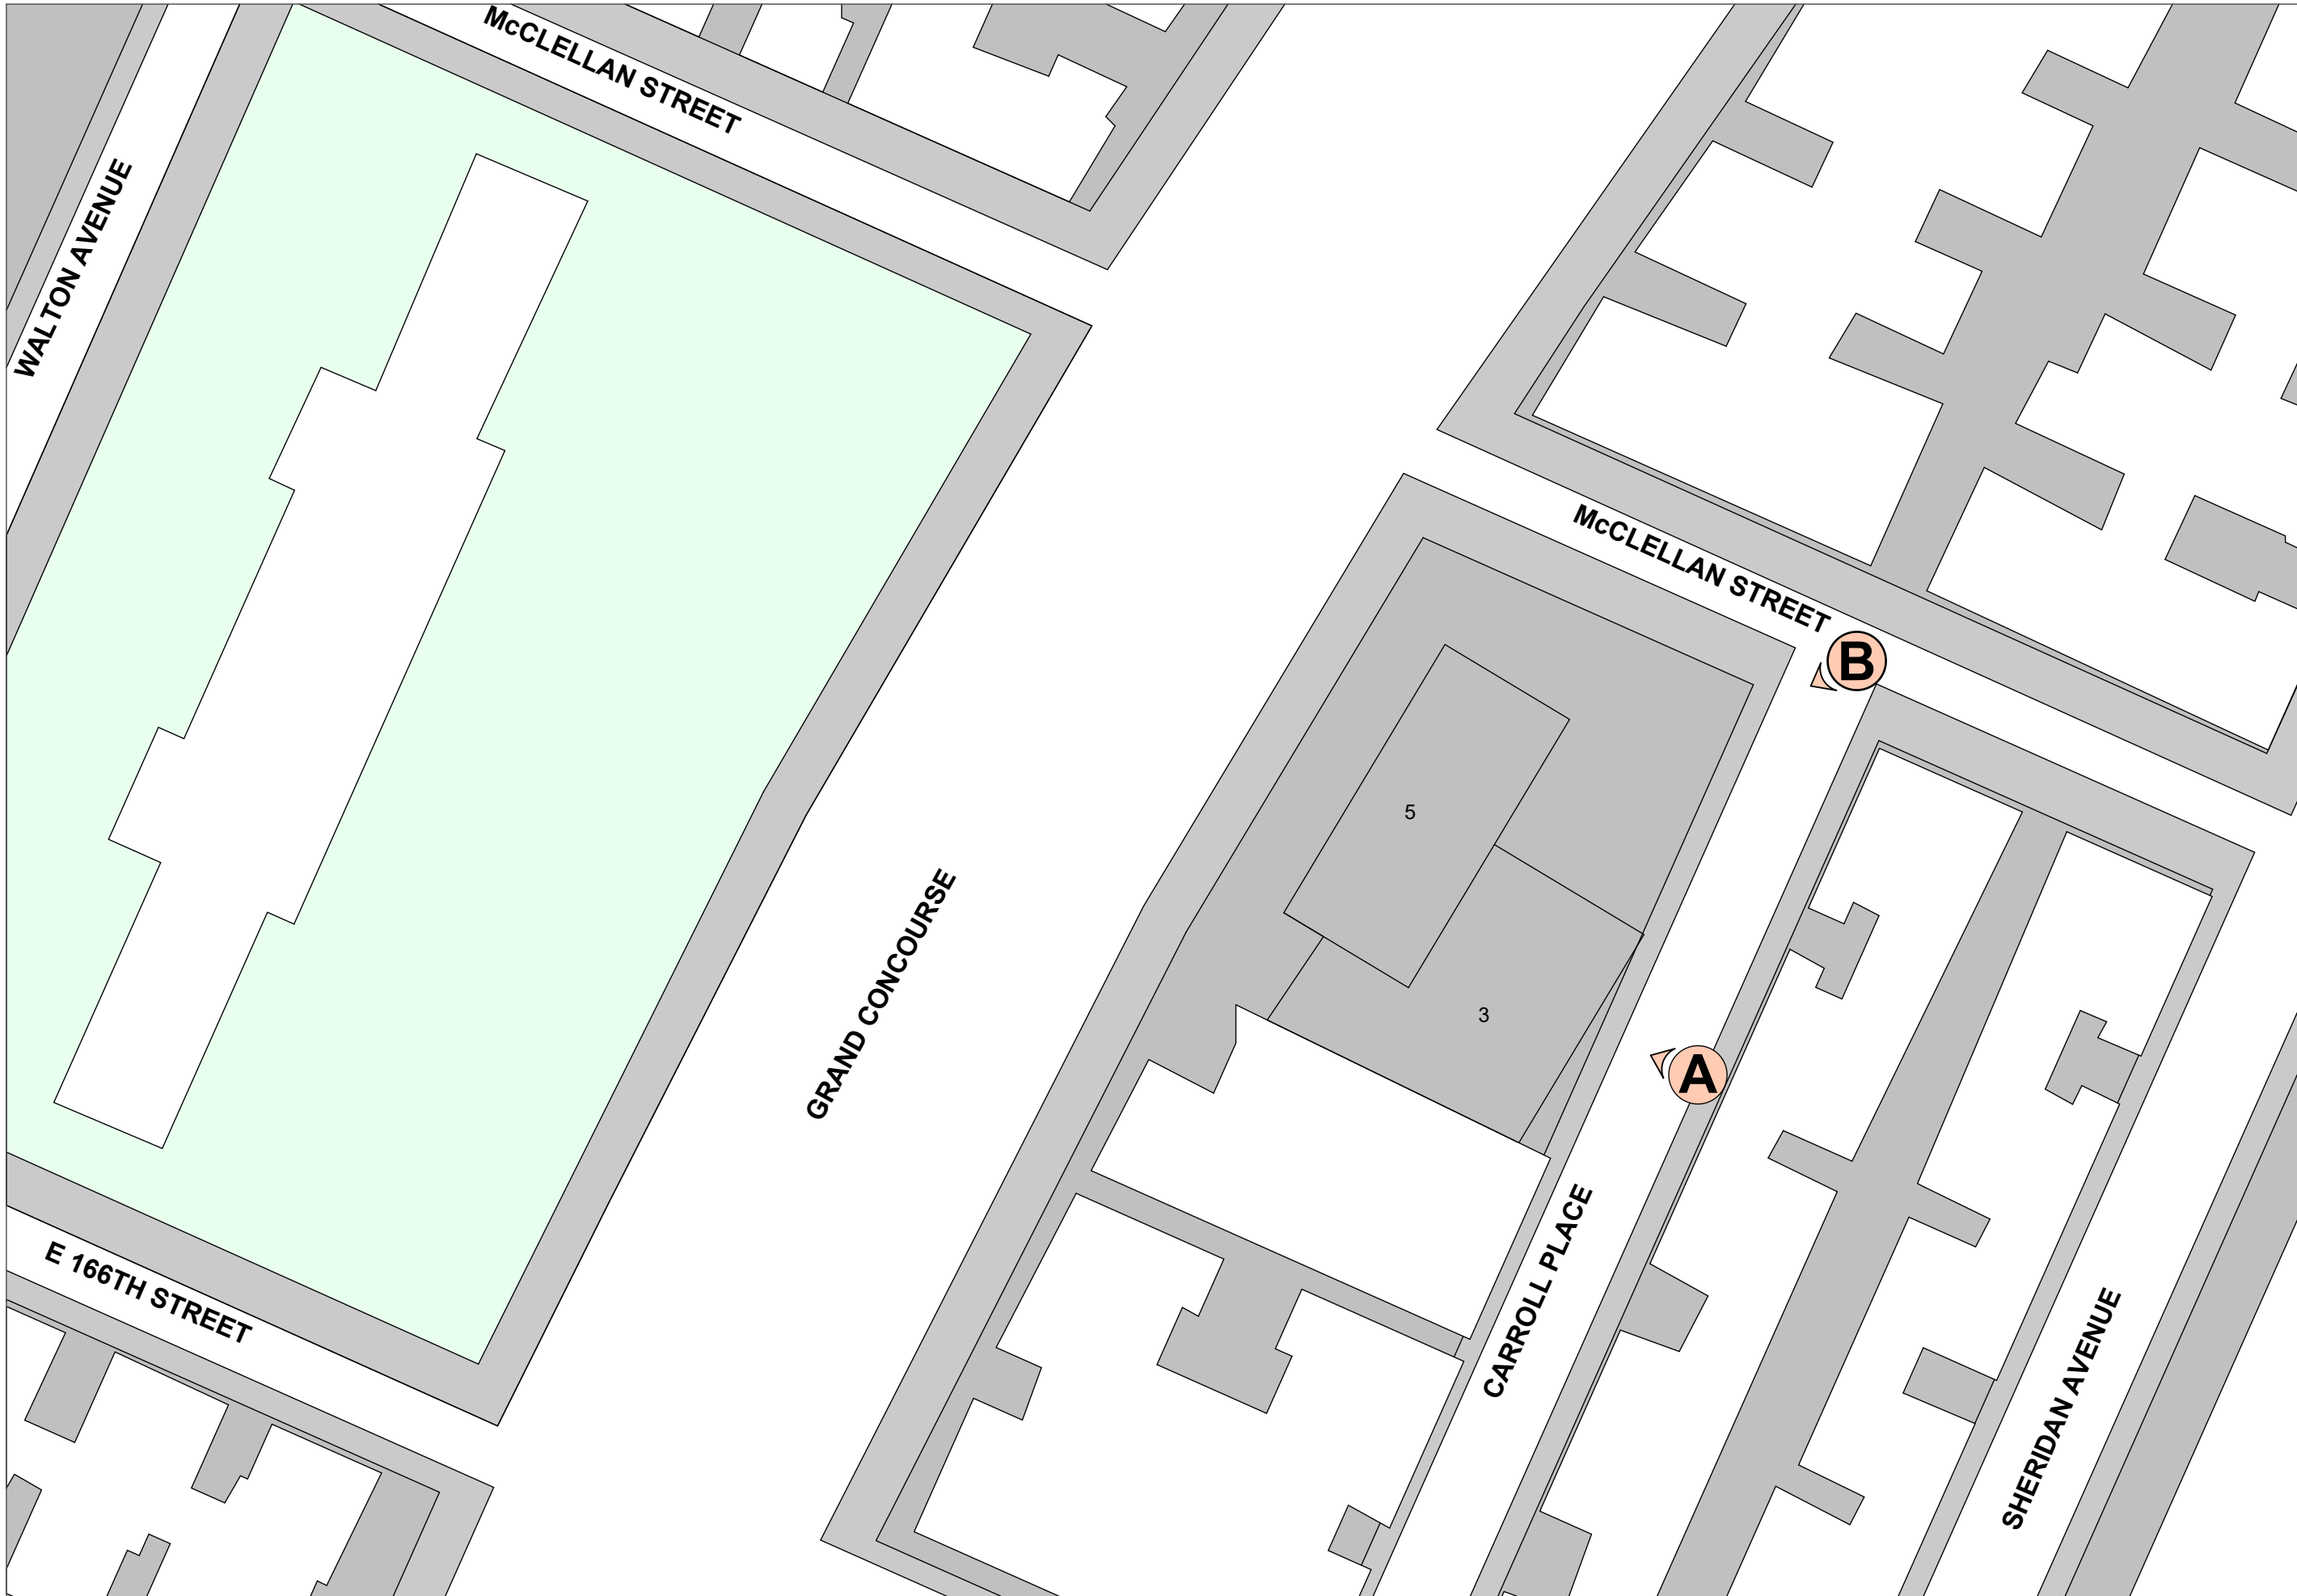 McCLELLAN STREET
WALTON AVENUE
McCLELLAN STREET
B
5
GRAND CONCOURSE
3
A
CARROLL PLACE
E 166TH STREET
SHERIDAN AVENUE